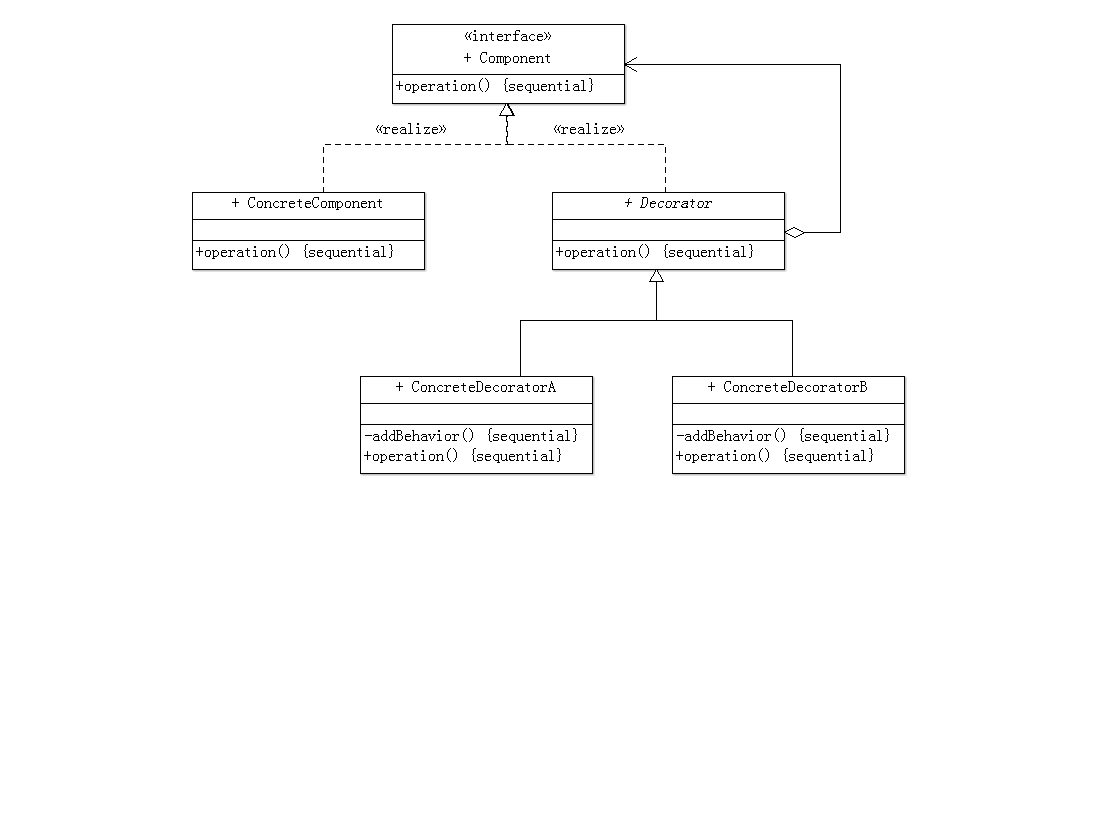 «interface»
+ Component
+operation() {sequential}
«realize» «realize»
+ ConcreteComponent
+operation() {sequential}
+ Decorator
+operation() {sequential}
+ ConcreteDecoratorA
-addBehavior() {sequential}
+operation() {sequential}
+ ConcreteDecoratorB
-addBehavior() {sequential}
+operation() {sequential}